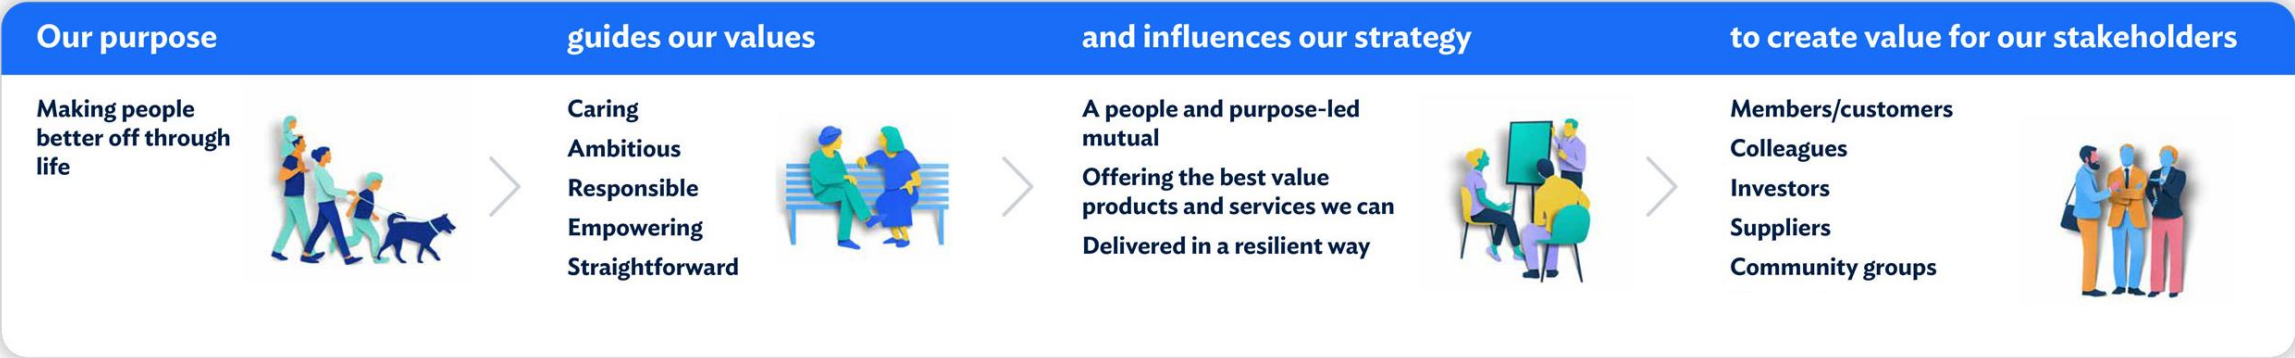 Our purpose
Making people
better off through
life
guides our values
Caring
Ambitious
Responsible
Empowering
Straightforward
and influences our strategy
A people and purpose-led
mutual
Offering the best value
products and services we can
Delivered in a resilient way
to create value for our stakeholders
Members/customers
Colleagues
Investors
Suppliers
Community groups